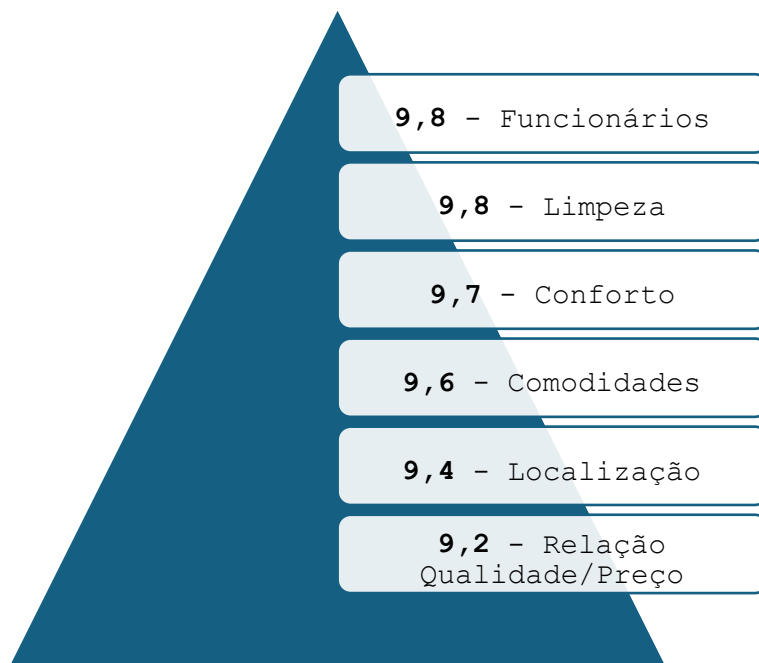 9,8 – Funcionários
9,8 – Limpeza
9,7 – Conforto
9,6 – Comodidades
9,4 – Localização
9,2 – Relação
Qualidade/Preço